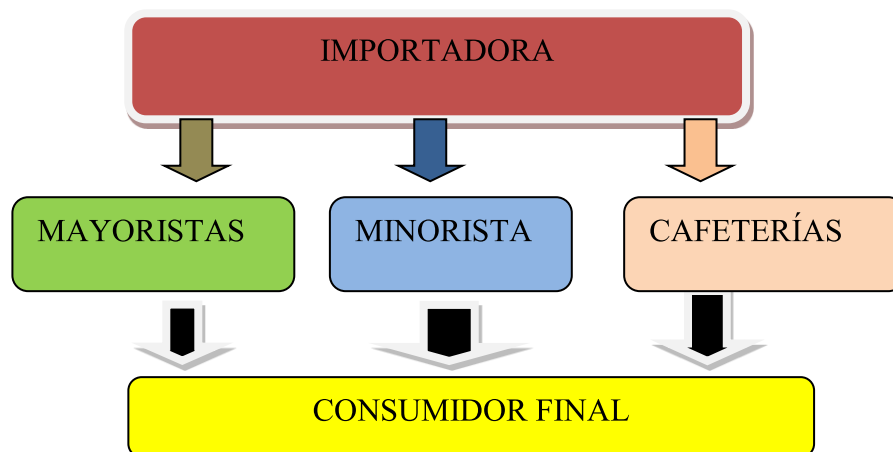 IMPORTADORA
MAYORISTAS
MINORISTA
CAFETERÍAS
CONSUMIDOR FINAL